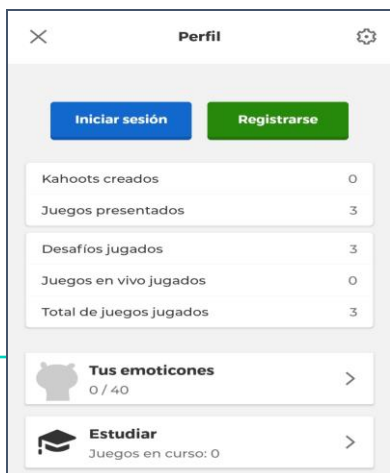 Perfil
Iniciar sesión Registrarse
Kahoots creados 0
Juegos presentados 3
Desafíos jugados 3
Juegos en vivo jugados 0
Total de juegos jugados 3
Tus emoticones
0 / 40
Estudiar
Juegos en curso: 0